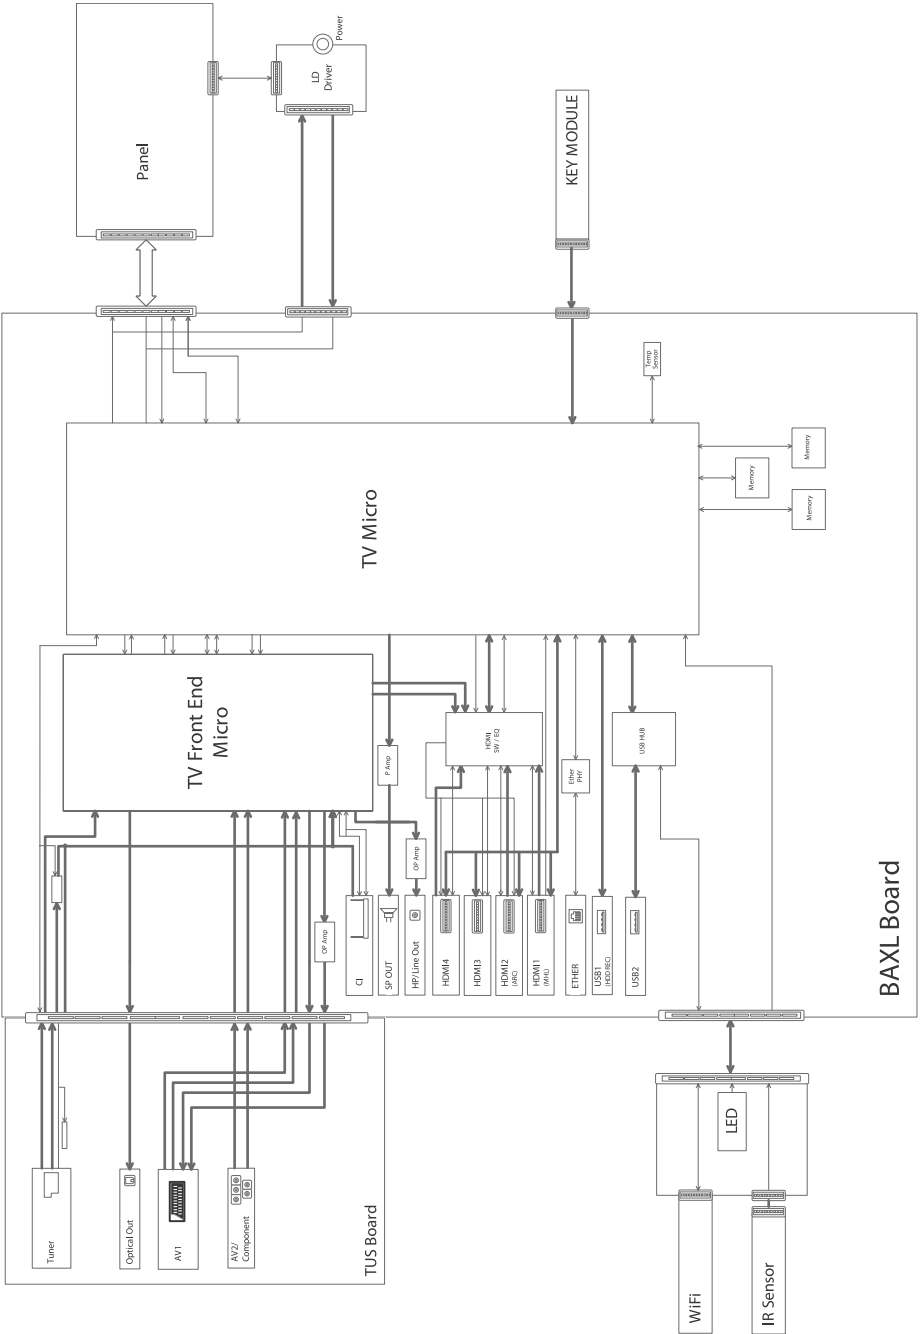 Power
LD
Driver
Panel
KEY MODULE
Temp
Sensor
Memory
Memory
Memory
TV Micro
TV Front End
Micro
P Amp
HDMI
SW / EQ
USB HUB
Ether
PHY
OP Amp
OP Amp
CI
SP OUT
HP/Line Out
HDMI4
HDMI3
HDMI2
(ARC)
HDMI1
(MHL)
ETHER
USB1
(HDD REC)
USB2
BAXL Board
Tuner
Optical Out
AV1
AV2/
Component
TUS Board
LED
WiFi
IR Sensor